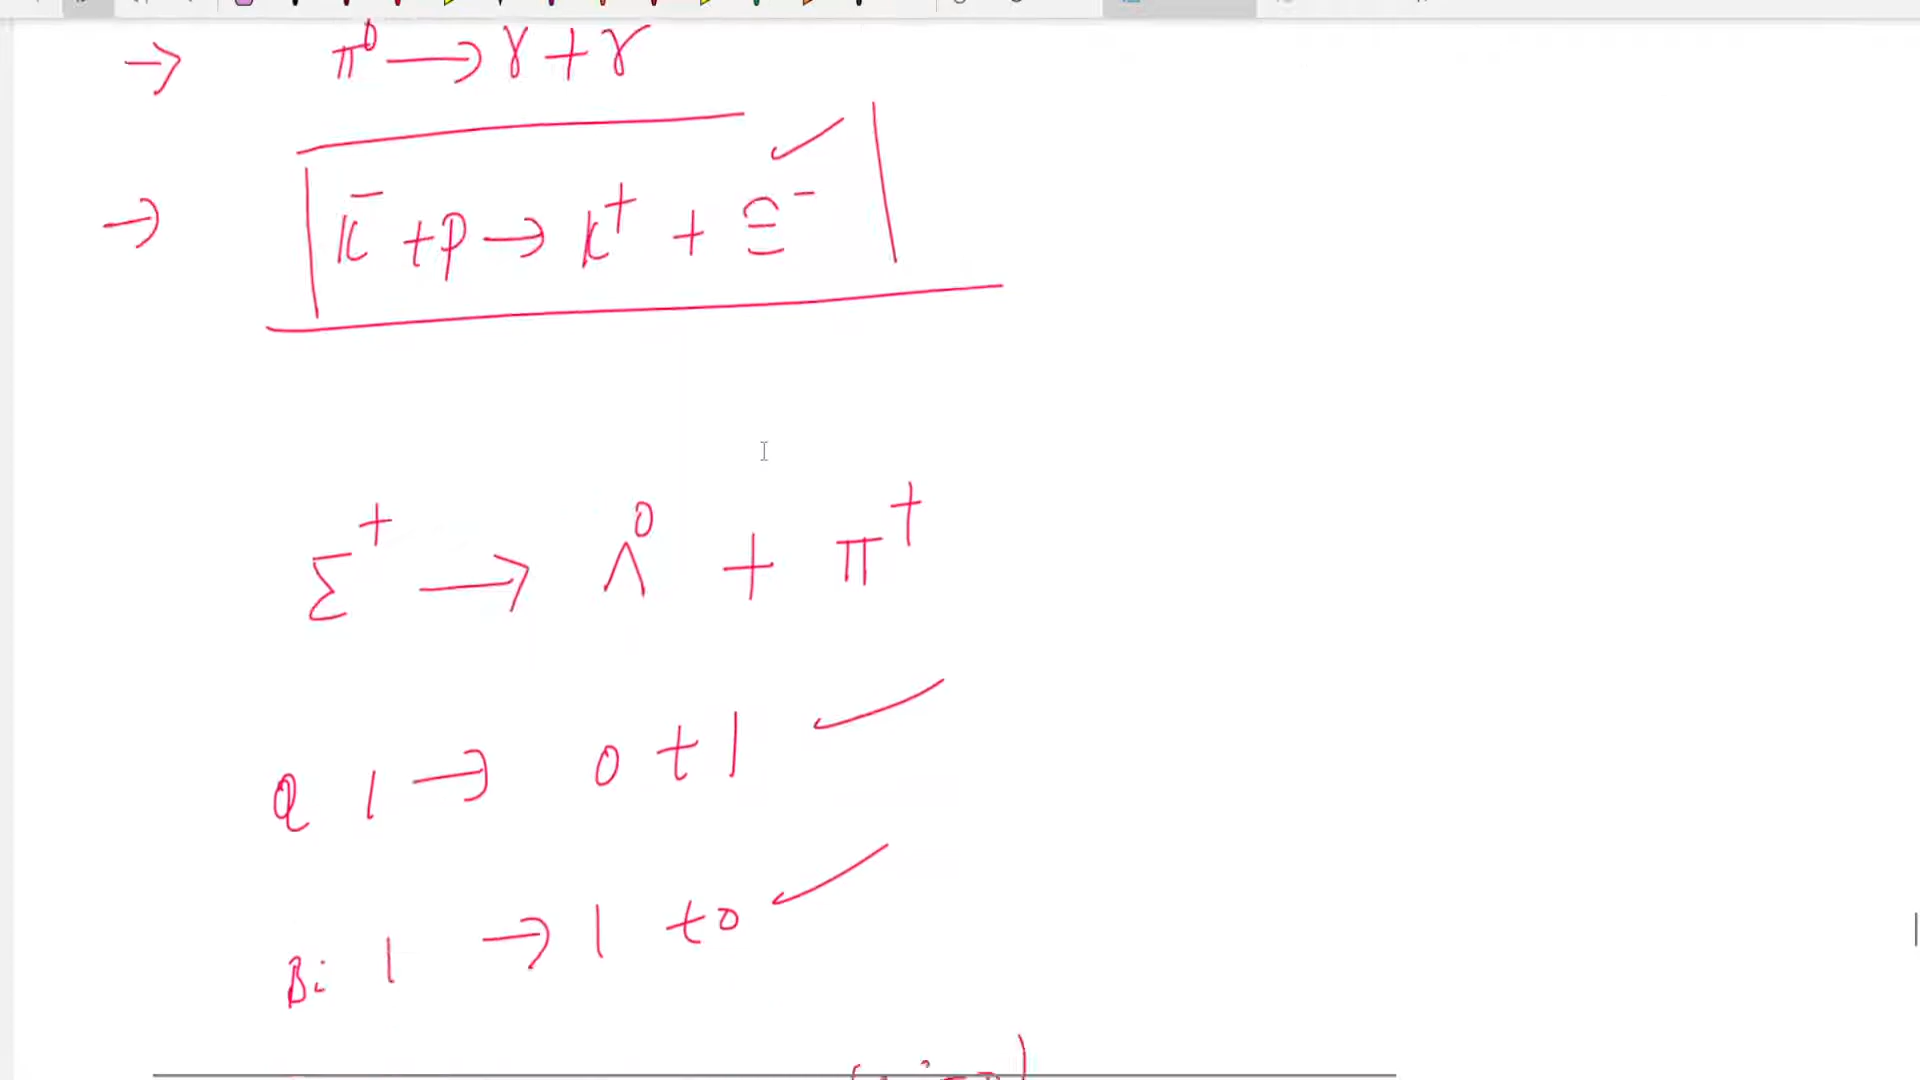 → π⁰ → γ + γ
→ K⁻ + p → K⁺ + Ξ⁻ ✓
Σ⁺ → Λ⁰ + π⁺
Q 1 → 0 + 1 ✓
B: 1 → 1 + 0 ✓